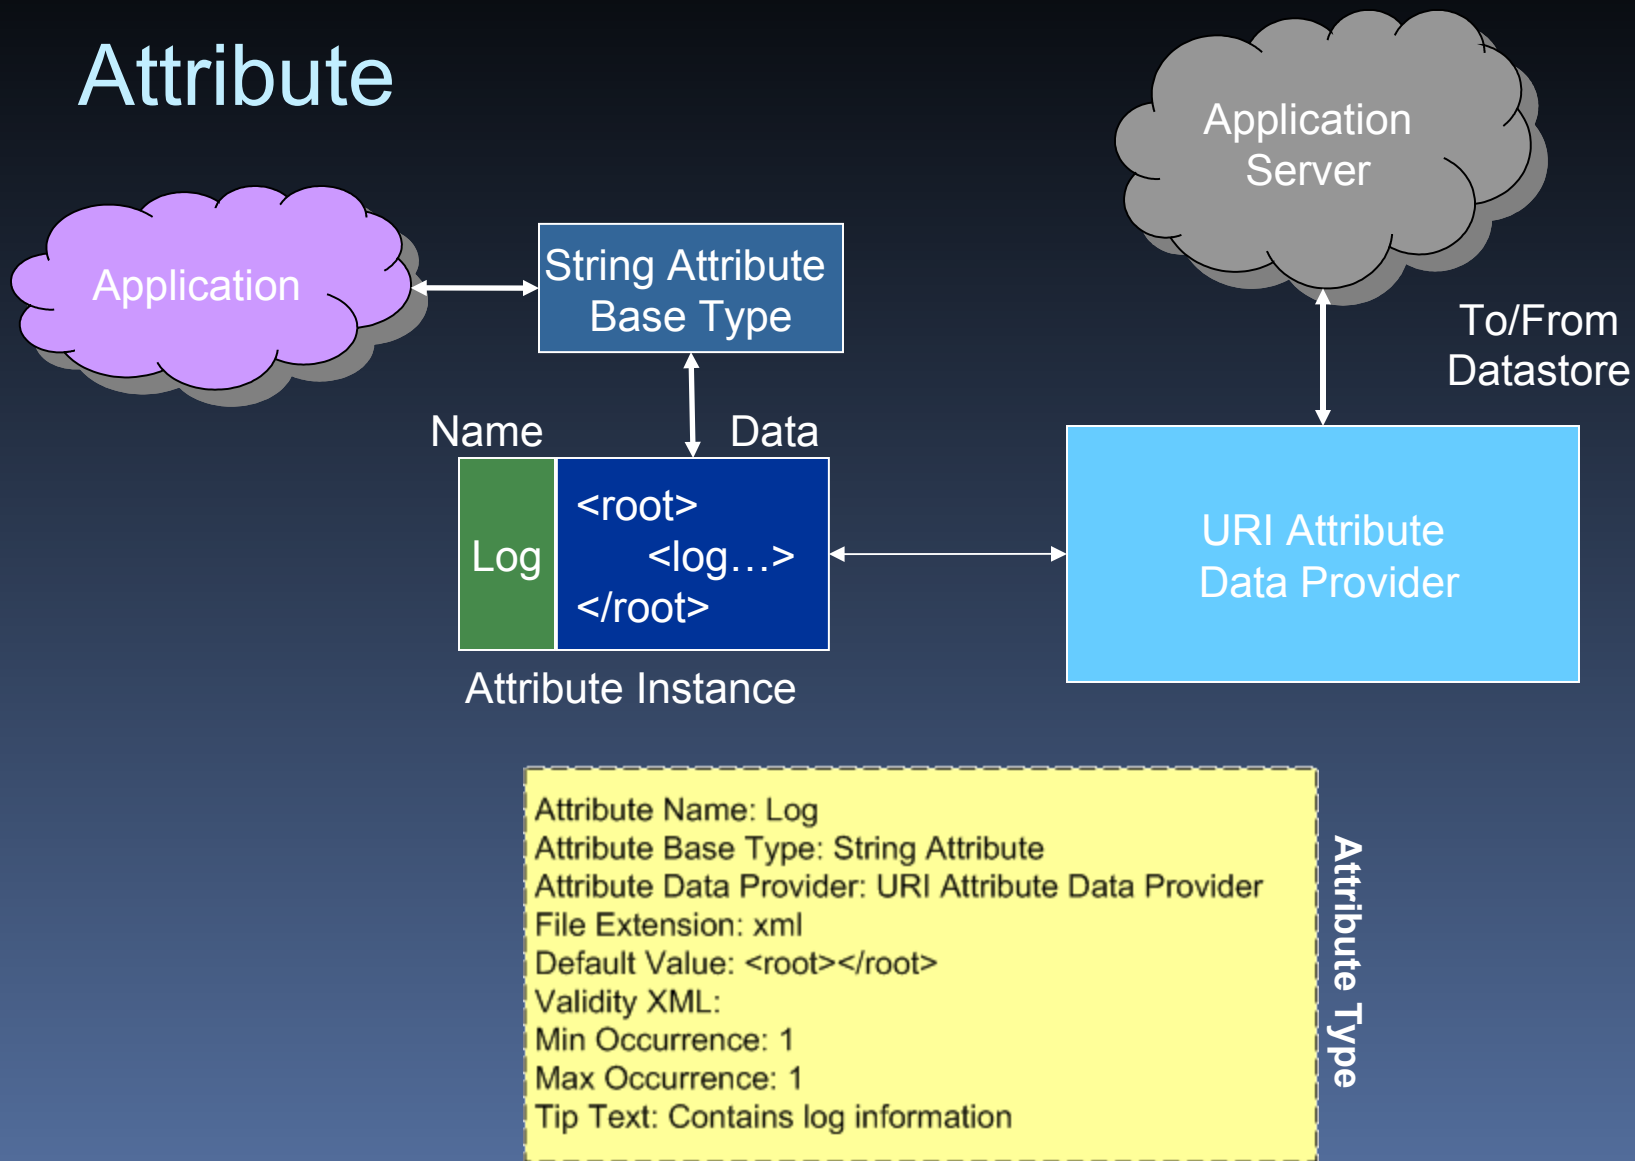 Attribute
Application
Server
Application
String Attribute
Base Type
To/From
Datastore
Name
Data
Log
<root>
<log…>
</root>
URI Attribute
Data Provider
Attribute Instance
Attribute Name: Log
Attribute Base Type: String Attribute
Attribute Data Provider: URI Attribute Data Provider
File Extension: xml
Default Value: <root></root>
Validity XML:
Min Occurrence: 1
Max Occurrence: 1
Tip Text: Contains log information
Attribute Type